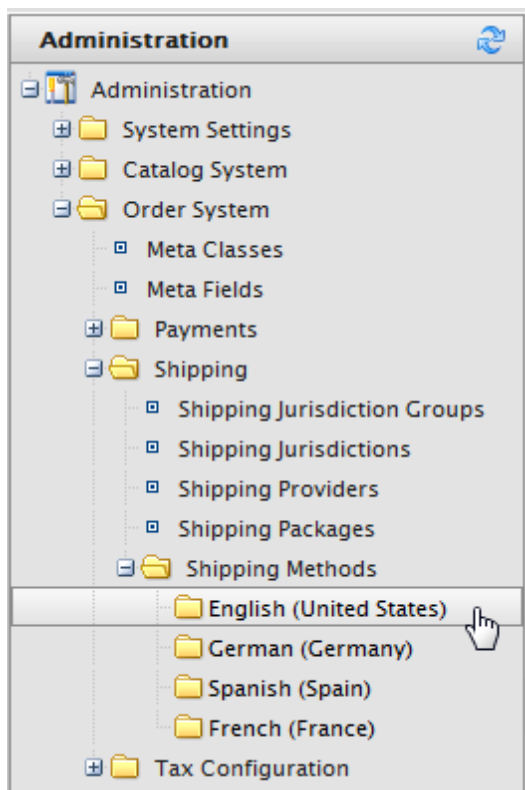 Administration
Administration
System Settings
Catalog System
Order System
Meta Classes
Meta Fields
Payments
Shipping
Shipping Jurisdiction Groups
Shipping Jurisdictions
Shipping Providers
Shipping Packages
Shipping Methods
English (United States)
German (Germany)
Spanish (Spain)
French (France)
Tax Configuration